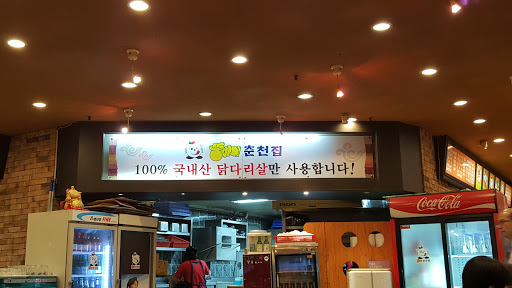 춘천집
100% 국내산 닭다리살만 사용합니다!
Coca-Cola